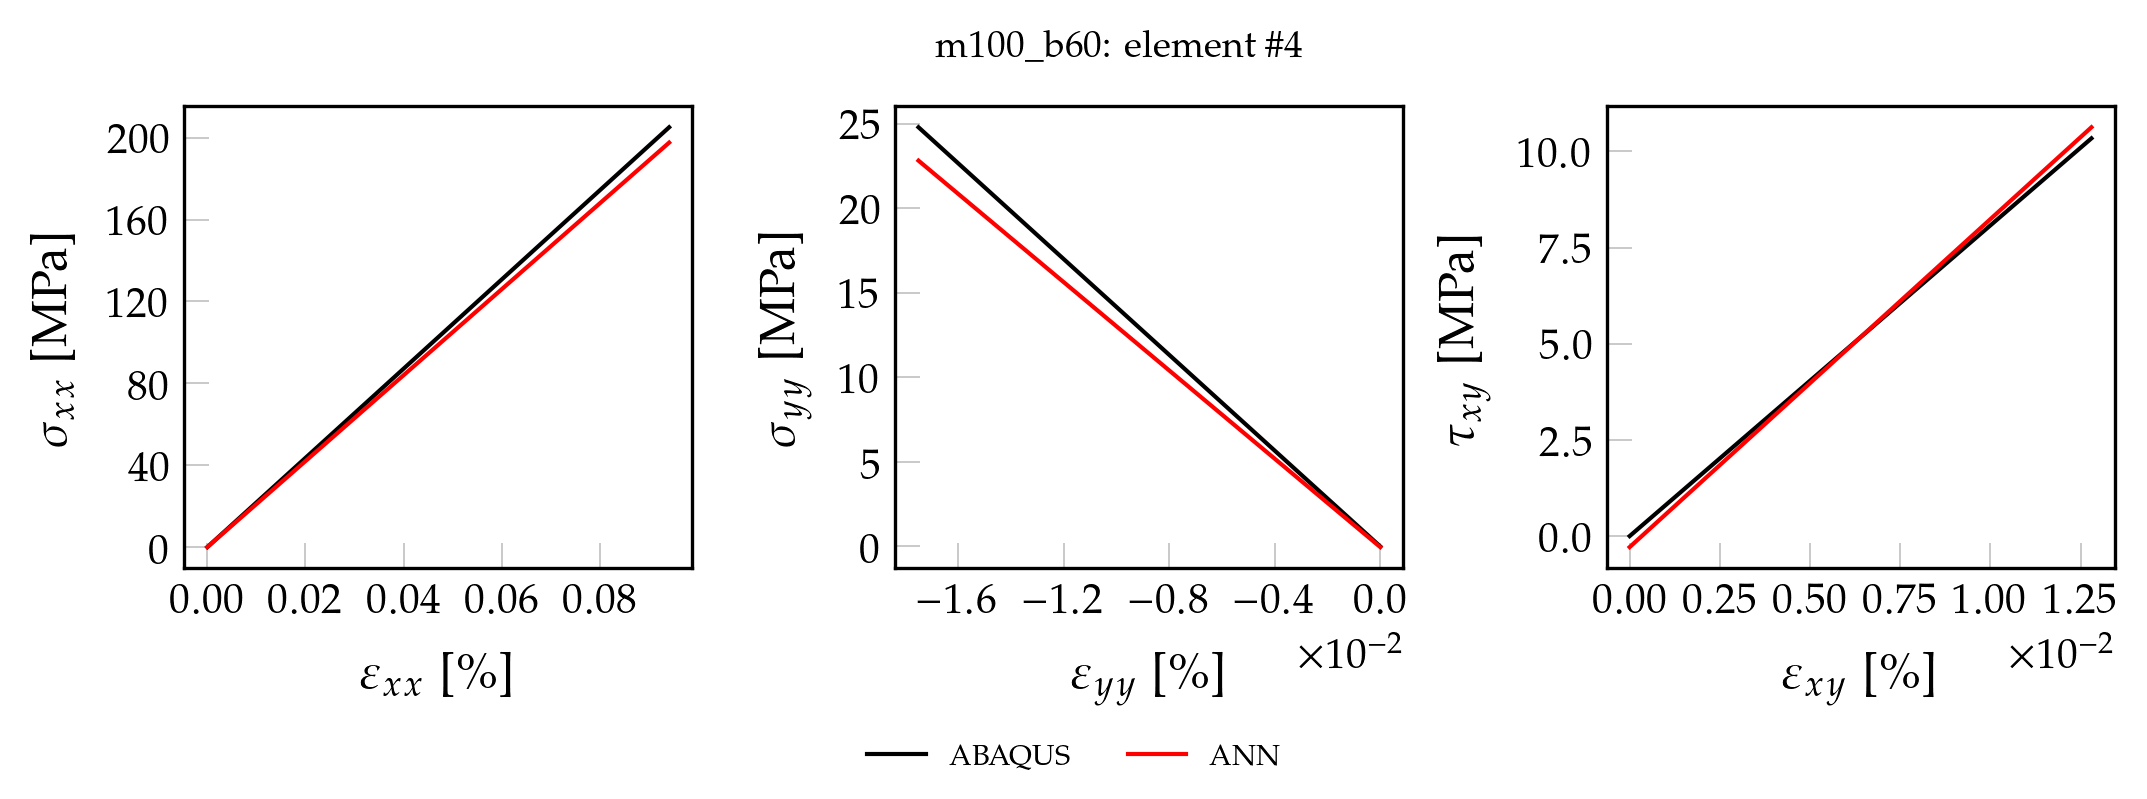 m100_b60: element #4
σxx [MPa]
200
160
120
80
40
0
0.00 0.02 0.04 0.06 0.08
εxx [%]
σyy [MPa]
25
20
15
10
5
0
−1.6 −1.2 −0.8 −0.4 0.0
×10−2
εyy [%]
τxy [MPa]
10.0
7.5
5.0
2.5
0.0
0.00 0.25 0.50 0.75 1.00 1.25
×10−2
εxy [%]
ABAQUS ANN